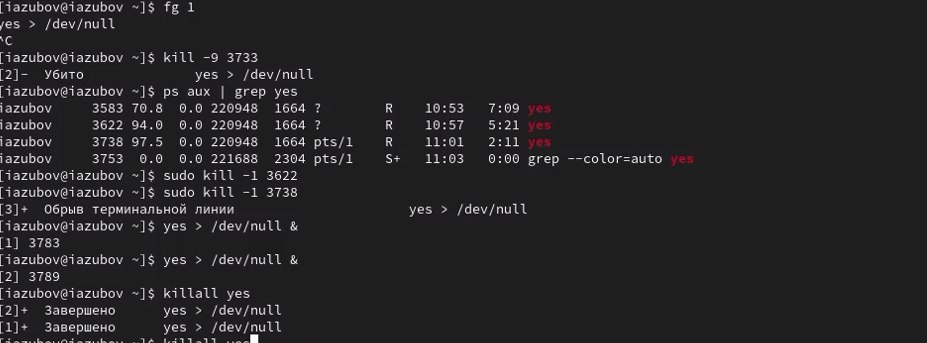 [iazubov@iazubov ~]$ fg 1
yes > /dev/null
^C
[iazubov@iazubov ~]$ kill -9 3733
[2]-  Убито              yes > /dev/null
[iazubov@iazubov ~]$ ps aux | grep yes
iazubov     3583 70.8  0.0 220948  1664 ?        R    10:53   7:09 yes
iazubov     3622 94.0  0.0 220948  1664 ?        R    10:57   5:21 yes
iazubov     3738 97.5  0.0 220948  1664 pts/1    R    11:01   2:11 yes
iazubov     3753  0.0  0.0 221688  2304 pts/1    S+   11:03   0:00 grep --color=auto yes
[iazubov@iazubov ~]$ sudo kill -1 3622
[iazubov@iazubov ~]$ sudo kill -1 3738
[3]+  Обрыв терминальной линии                      yes > /dev/null
[iazubov@iazubov ~]$ yes > /dev/null &
[1] 3783
[iazubov@iazubov ~]$ yes > /dev/null &
[2] 3789
[iazubov@iazubov ~]$ killall yes
[2]+  Завершено      yes > /dev/null
[1]+  Завершено      yes > /dev/null
[iazubov@iazubov ~]$ killall yes